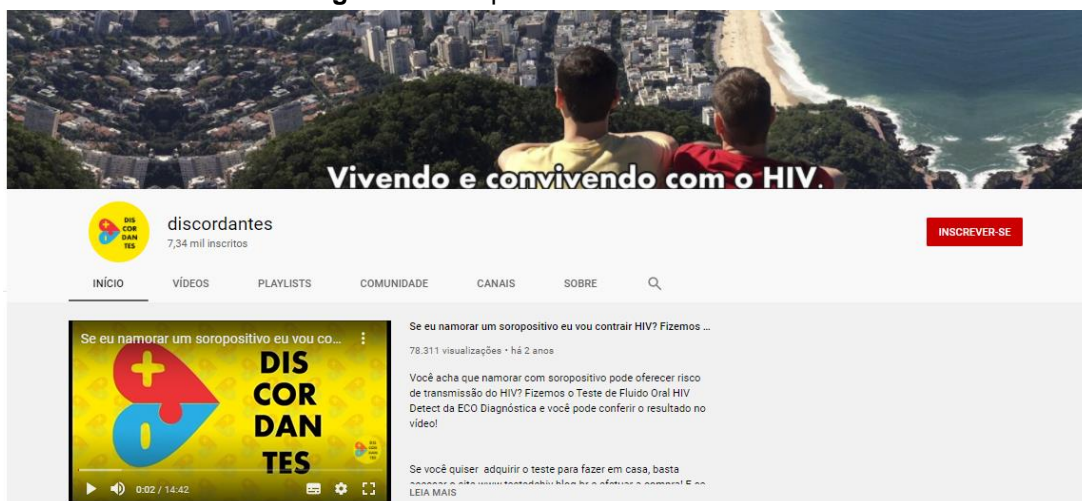 Vivendo e convivendo com o HIV.
DIS
COR
DAN
TES
discordantes
7,34 mil inscritos
INSCREVER-SE
INÍCIO VÍDEOS PLAYLISTS COMUNIDADE CANAIS SOBRE
Se eu namorar um soropositivo eu vou co...
DIS
COR
DAN
TES
0:02 / 14:42
Se eu namorar um soropositivo eu vou contrair HIV? Fizemos ...
78.311 visualizações • há 2 anos
Você acha que namorar com soropositivo pode oferecer risco
de transmissão do HIV? Fizemos o Teste de Fluido Oral HIV
Detect da ECO Diagnóstica e você pode conferir o resultado no
vídeo!
Se você quiser adquirir o teste para fazer em casa, basta
LEIA MAIS